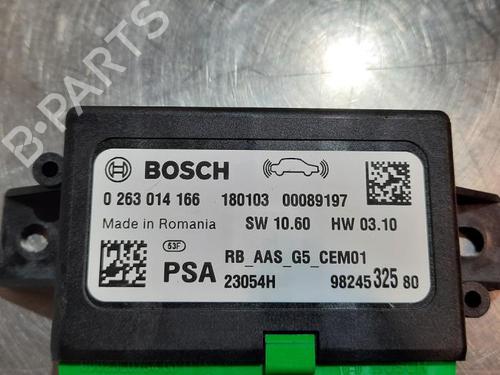 BOSCH
0 263 014 166 180103 00089197
Made in Romania SW 10.60 HW 03.10
53F
RB_AAS_G5_CEM01
PSA 23054H 98245 325 80
B-PARTS